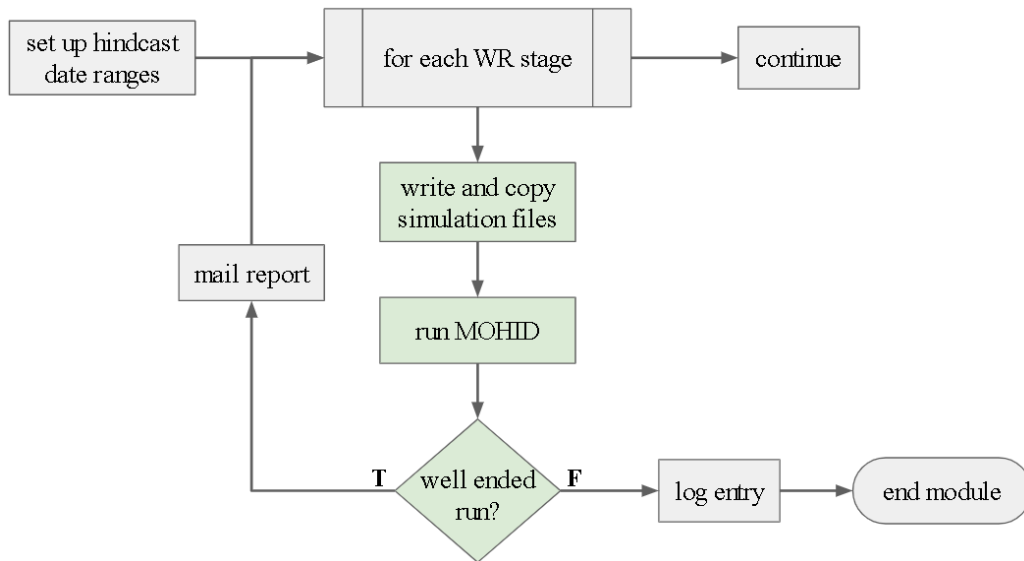 set up hindcast
date ranges
for each WR stage
continue
write and copy
simulation files
mail report
run MOHID
T
well ended
run?
F
log entry
end module